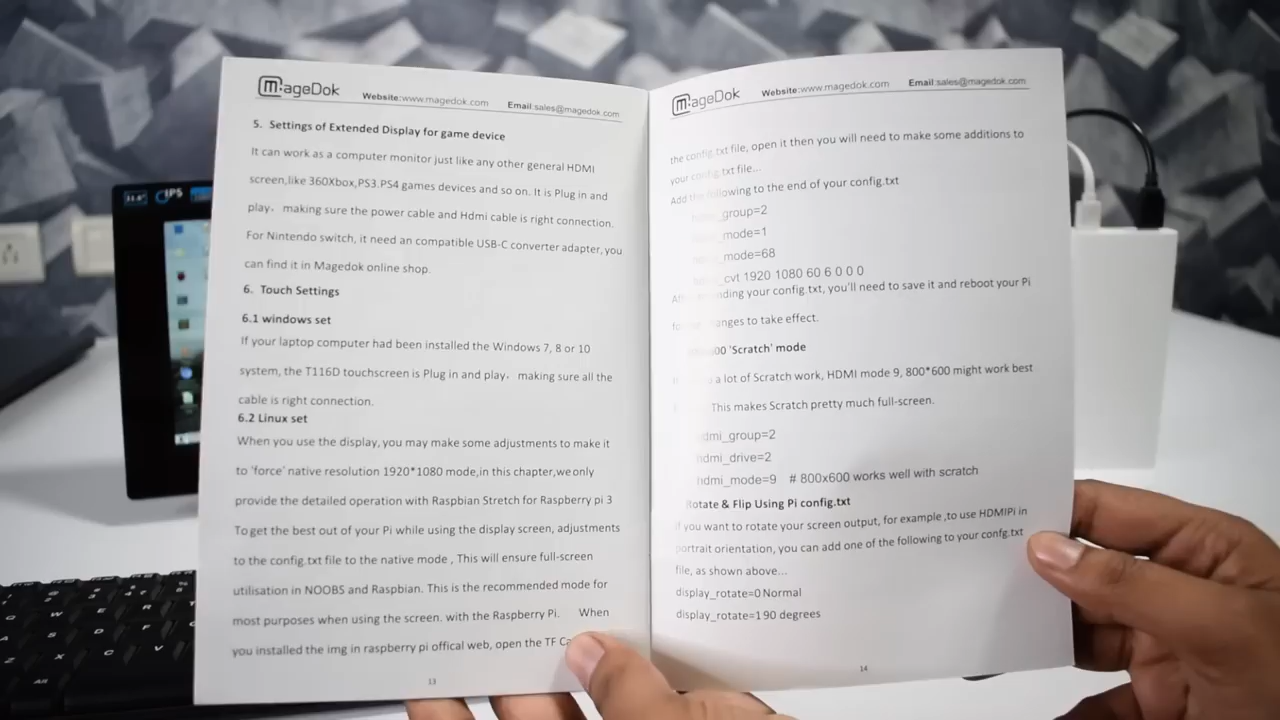 MageDok Website:www.magedok.com Email:sales@magedok.com
5. Settings of Extended Display for game device
It can work as a computer monitor just like any other general HDMI
screen,like 360Xbox,PS3.PS4 games devices and so on. It is Plug in and
play, making sure the power cable and Hdmi cable is right connection.
For Nintendo switch, it need an compatible USB-C converter adapter, you
can find it in Magedok online shop.
6. Touch Settings
6.1 windows set
If your laptop computer had been installed the Windows 7, 8 or 10
system, the T116D touchscreen is Plug in and play, making sure all the
cable is right connection.
6.2 Linux set
When you use the display, you may make some adjustments to make it
to 'force' native resolution 1920*1080 mode,in this chapter,we only
provide the detailed operation with Raspbian Stretch for Raspberry pi 3
To get the best out of your Pi while using the display screen, adjustments
to the config.txt file to the native mode , This will ensure full-screen
utilisation in NOOBS and Raspbian. This is the recommended mode for
most purposes when using the screen. with the Raspberry Pi. When
you installed the img in raspberry pi offical web, open the TF
13
MageDok Website:www.magedok.com Email:sales@magedok.com
the config.txt file, open it then you will need to make some additions to
your config.txt file...
Add the following to the end of your config.txt
_group=2
_mode=1
_mode=68
_cvt 1920 1080 60 6 0 0 0
your config.txt, you'll need to save it and reboot your Pi
to take effect.
'Scratch' mode
a lot of Scratch work, HDMI mode 9, 800*600 might work best
This makes Scratch pretty much full-screen.
hdmi_group=2
hdmi_drive=2
hdmi_mode=9 # 800x600 works well with scratch
Rotate & Flip Using Pi config.txt
If you want to rotate your screen output, for example ,to use HDMIPi in
portrait orientation, you can add one of the following to your confg.txt
file, as shown above...
display_rotate=0 Normal
display_rotate=1 90 degrees
14
11.6" IPS